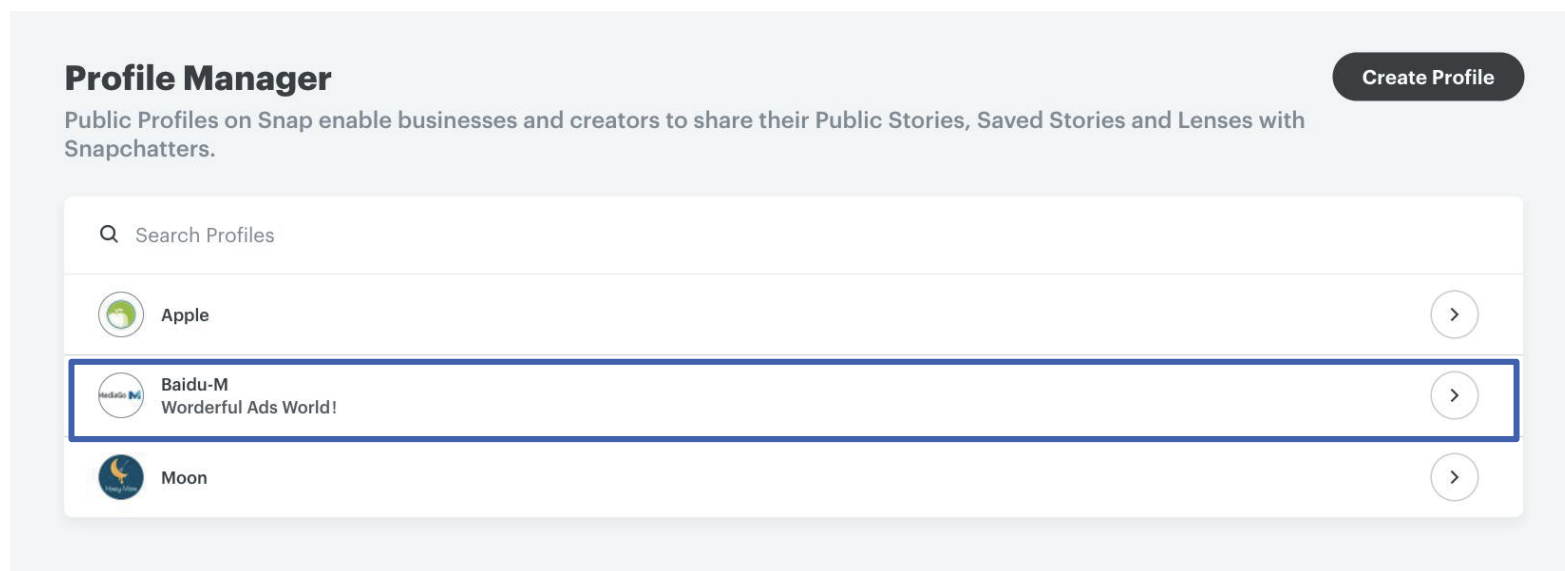 Profile Manager
Create Profile
Public Profiles on Snap enable businesses and creators to share their Public Stories, Saved Stories and Lenses with
Snapchatters.
Search Profiles
Apple
MediaGo M
Baidu-M
Worderful Ads World!
Moon